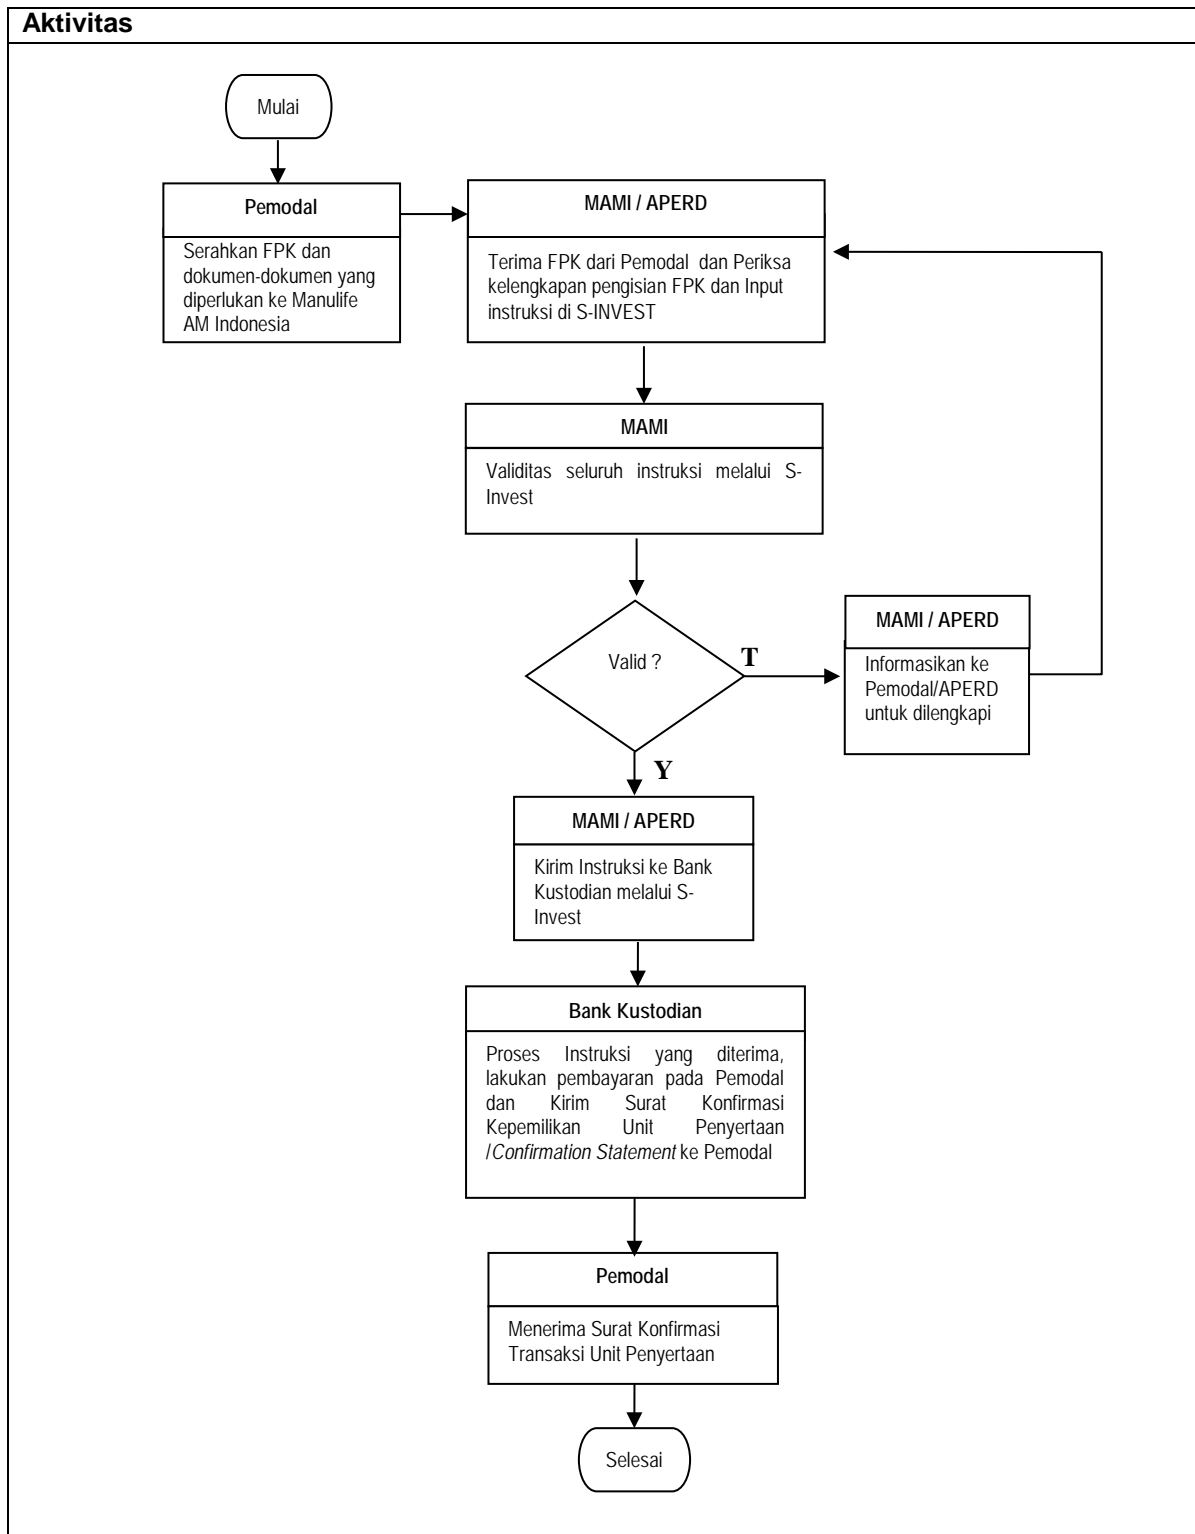 Aktivitas
Mulai
Pemodal
Serahkan FPK dan
dokumen-dokumen yang
diperlukan ke Manulife
AM Indonesia
MAMI / APERD
Terima FPK dari Pemodal dan Periksa
kelengkapan pengisian FPK dan Input
instruksi di S-INVEST
MAMI
Validitas seluruh instruksi melalui S-
Invest
Valid ?
T
MAMI / APERD
Informasikan ke
Pemodal/APERD
untuk dilengkapi
Y
MAMI / APERD
Kirim Instruksi ke Bank
Kustodian melalui S-
Invest
Bank Kustodian
Proses Instruksi yang diterima,
lakukan pembayaran pada Pemodal
dan Kirim Surat Konfirmasi
Kepemilikan Unit Penyertaan
/Confirmation Statement ke Pemodal
Pemodal
Menerima Surat Konfirmasi
Transaksi Unit Penyertaan
Selesai